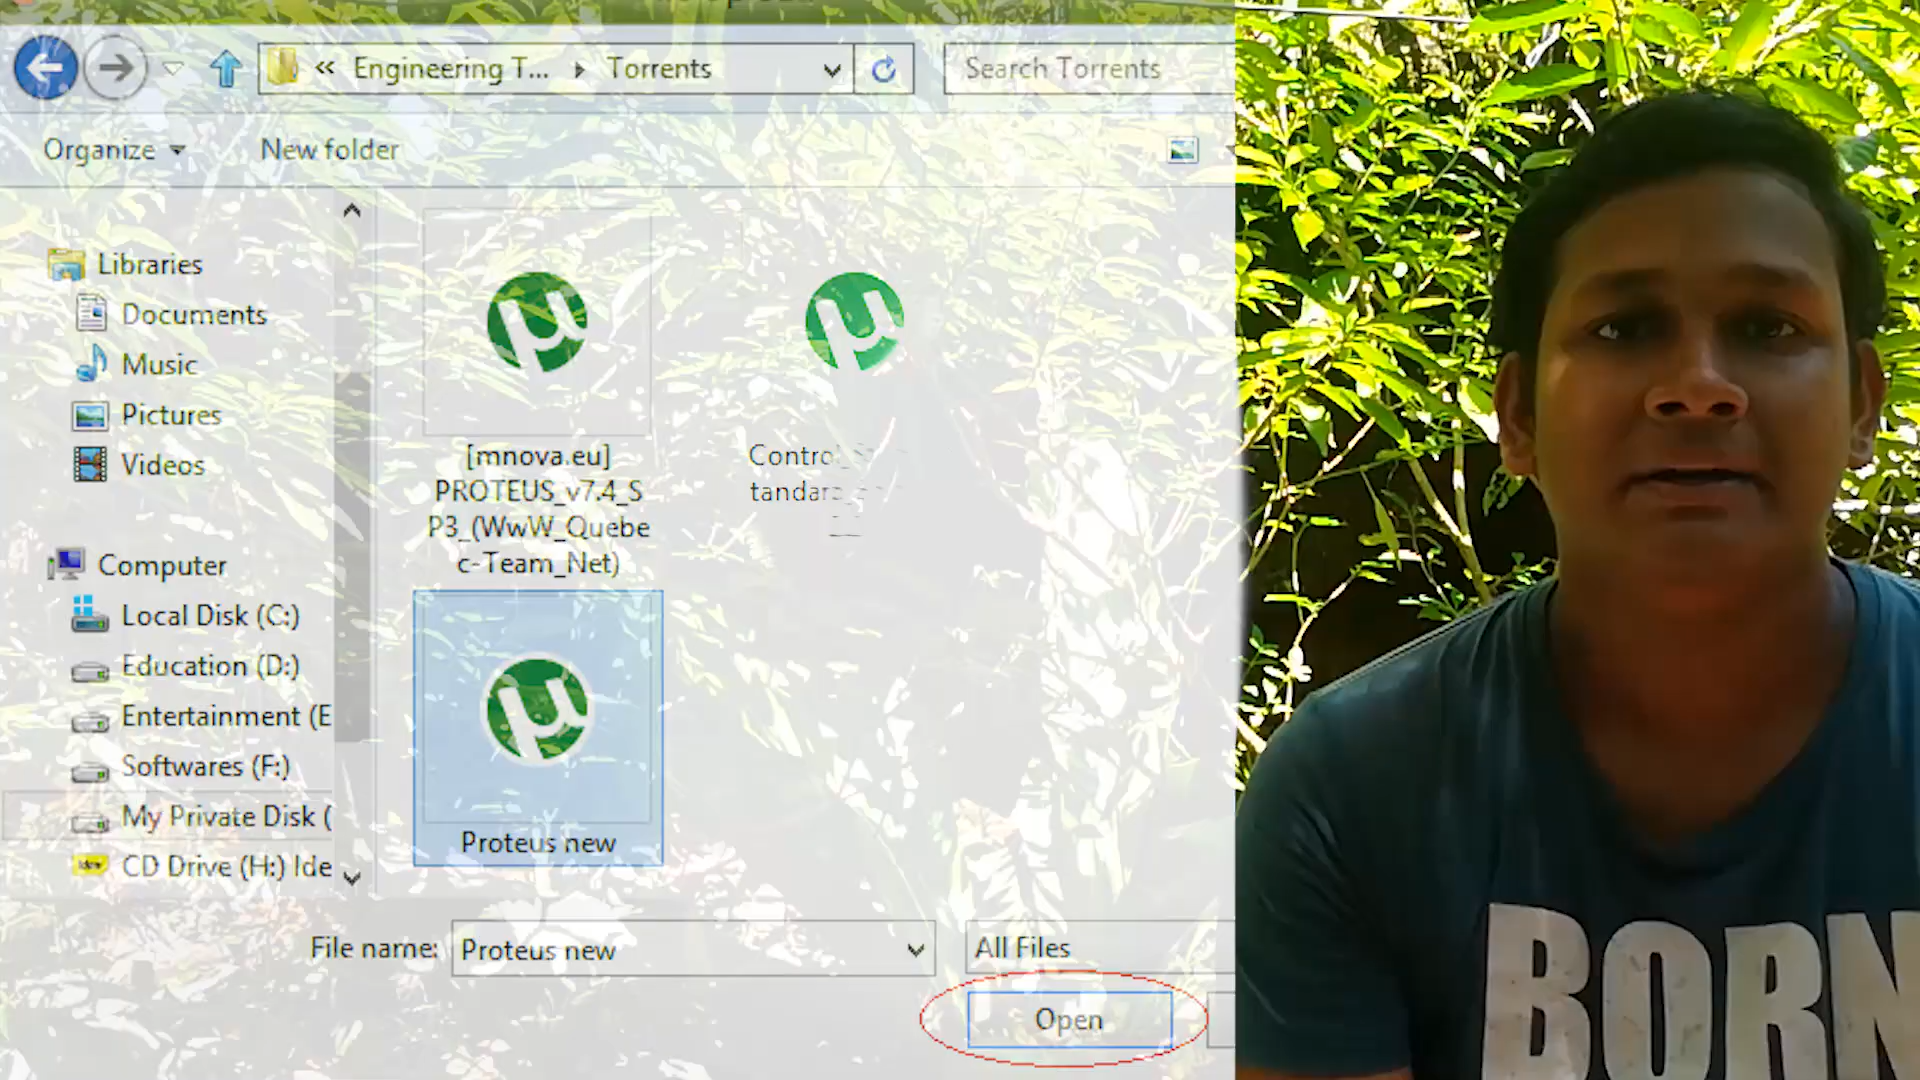 « Engineering T... ▸ Torrents
Search Torrents
Organize
New folder
Libraries
Documents
Music
Pictures
Videos
Computer
Local Disk (C:)
Education (D:)
Entertainment (E
Softwares (F:)
My Private Disk (
CD Drive (H:) Ide
[mnova.eu]
PROTEUS_v7.4_S
P3_(WwW_Quebe
c-Team_Net)
Proteus new
File name:
Proteus new
All Files
Open
BORN